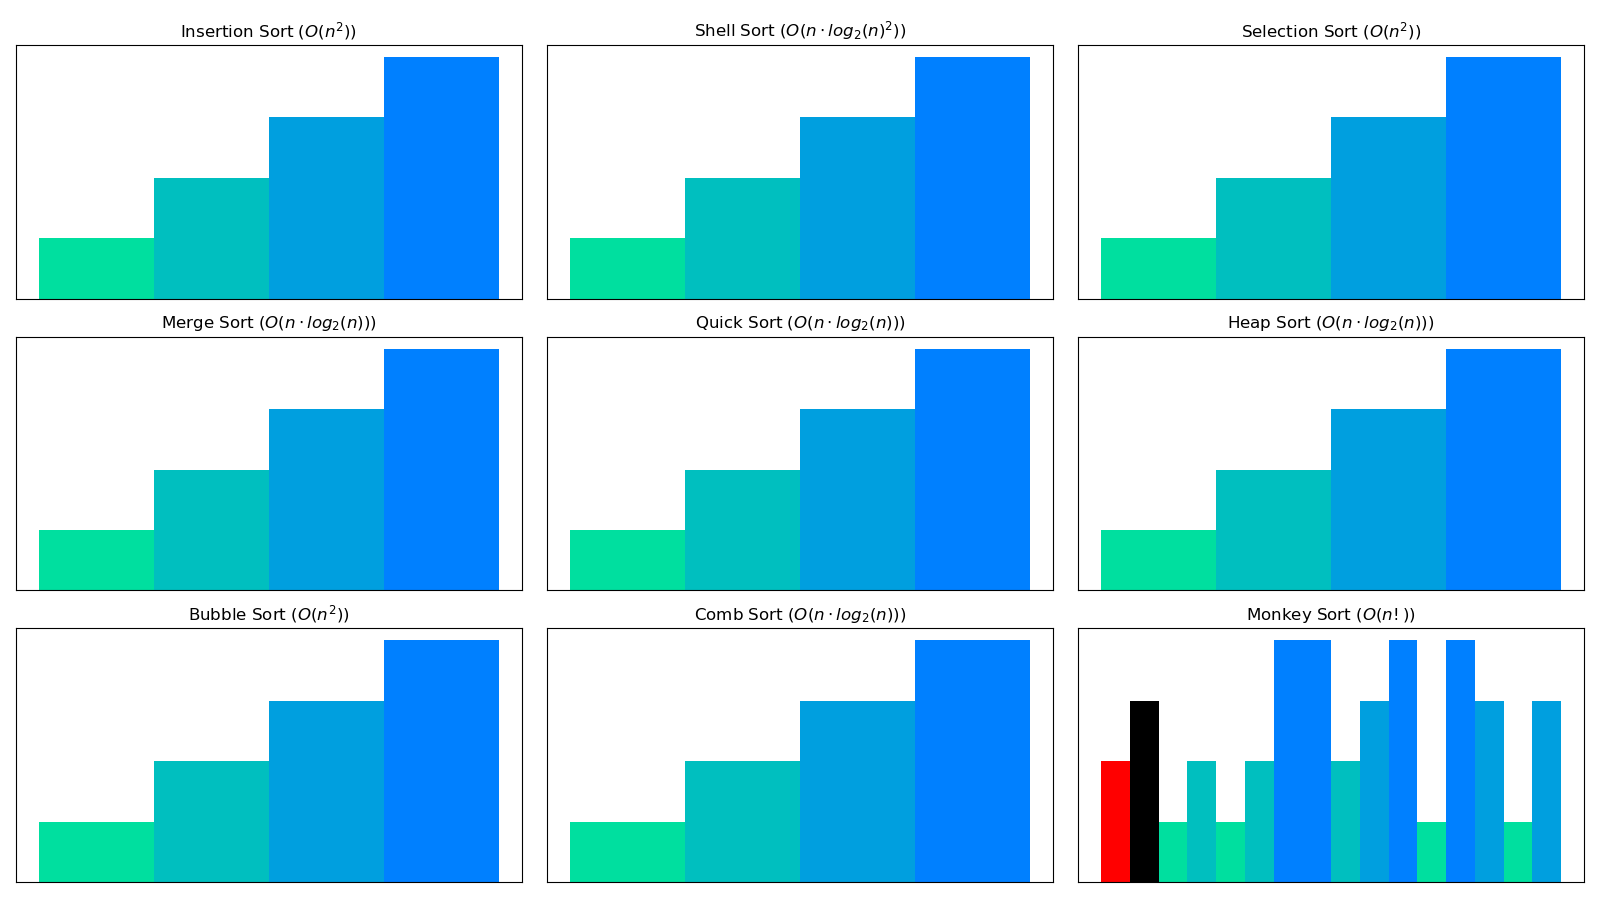 Insertion Sort (O(n²))
Shell Sort (O(n · log₂(n)²))
Selection Sort (O(n²))
Merge Sort (O(n · log₂(n)))
Quick Sort (O(n · log₂(n)))
Heap Sort (O(n · log₂(n)))
Bubble Sort (O(n²))
Comb Sort (O(n · log₂(n)))
Monkey Sort (O(n! ))